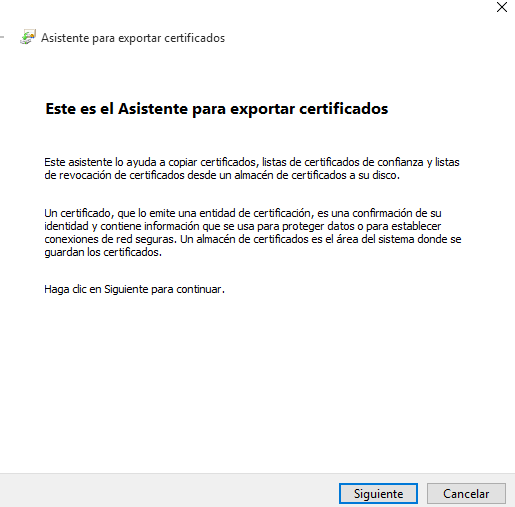 Asistente para exportar certificados
Este es el Asistente para exportar certificados
Este asistente lo ayuda a copiar certificados, listas de certificados de confianza y listas
de revocación de certificados desde un almacén de certificados a su disco.
Un certificado, que lo emite una entidad de certificación, es una confirmación de su
identidad y contiene información que se usa para proteger datos o para establecer
conexiones de red seguras. Un almacén de certificados es el área del sistema donde se
guardan los certificados.
Haga clic en Siguiente para continuar.
Siguiente Cancelar